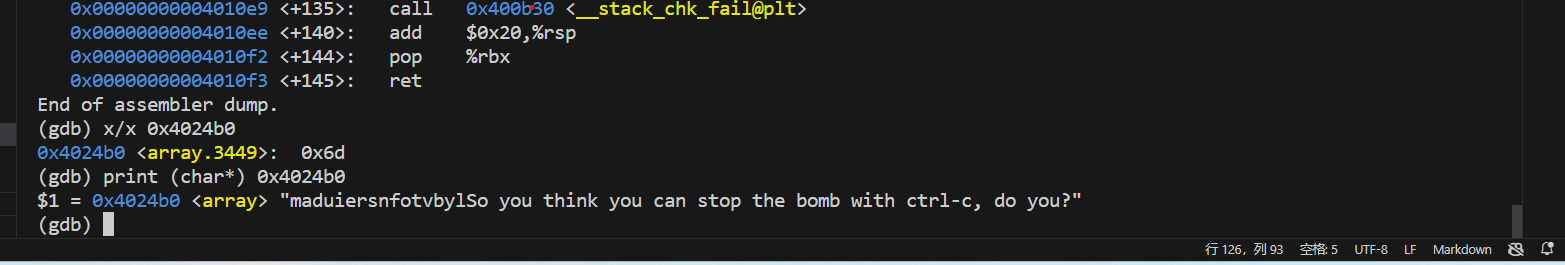 0x00000000004010e9 <+135>:   call   0x400b30 <__stack_chk_fail@plt>
0x00000000004010ee <+140>:   add    $0x20,%rsp
0x00000000004010f2 <+144>:   pop    %rbx
0x00000000004010f3 <+145>:   ret
End of assembler dump.
(gdb) x/x 0x4024b0
0x4024b0 <array.3449>:  0x6d
(gdb) print (char*) 0x4024b0
$1 = 0x4024b0 <array> "maduiersnfotvbylSo you think you can stop the bomb with ctrl-c, do you?"
(gdb)
行 126，列 93 空格: 5 UTF-8 LF Markdown